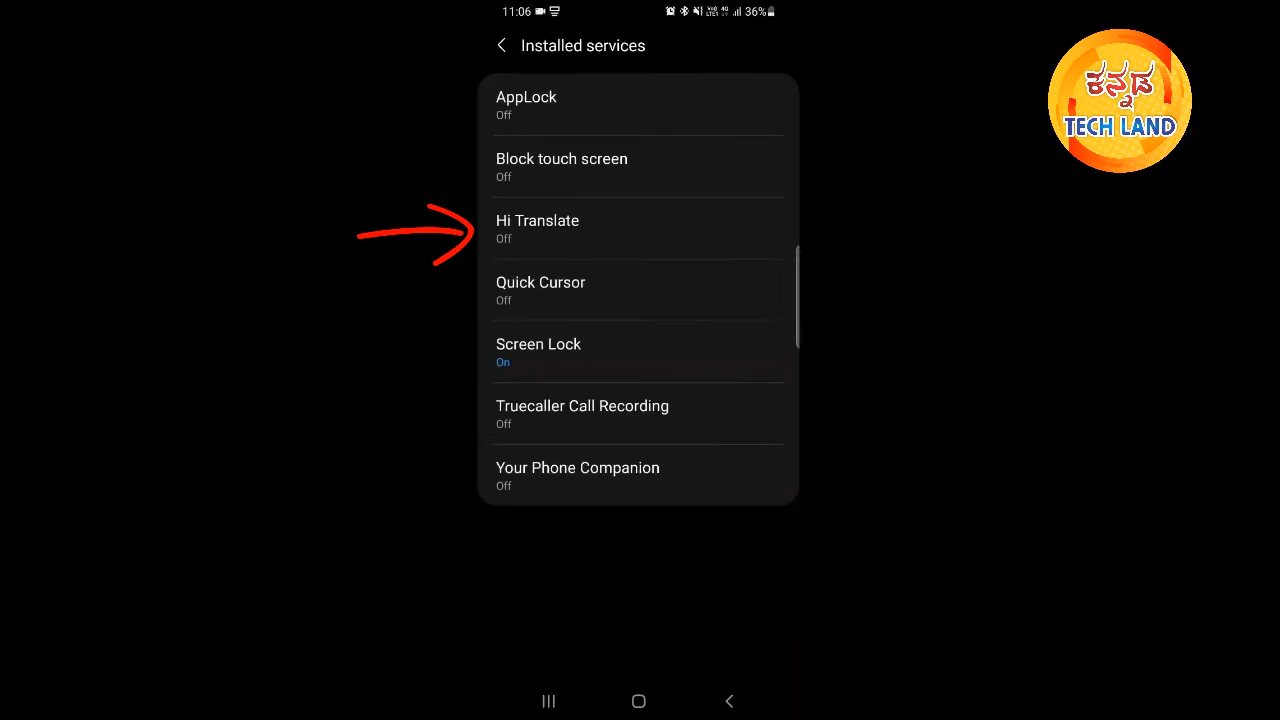 11:06 36%
Installed services
AppLock
Off
Block touch screen
Off
Hi Translate
Off
Quick Cursor
Off
Screen Lock
On
Truecaller Call Recording
Off
Your Phone Companion
Off
ಕನ್ನಡ
TECH LAND